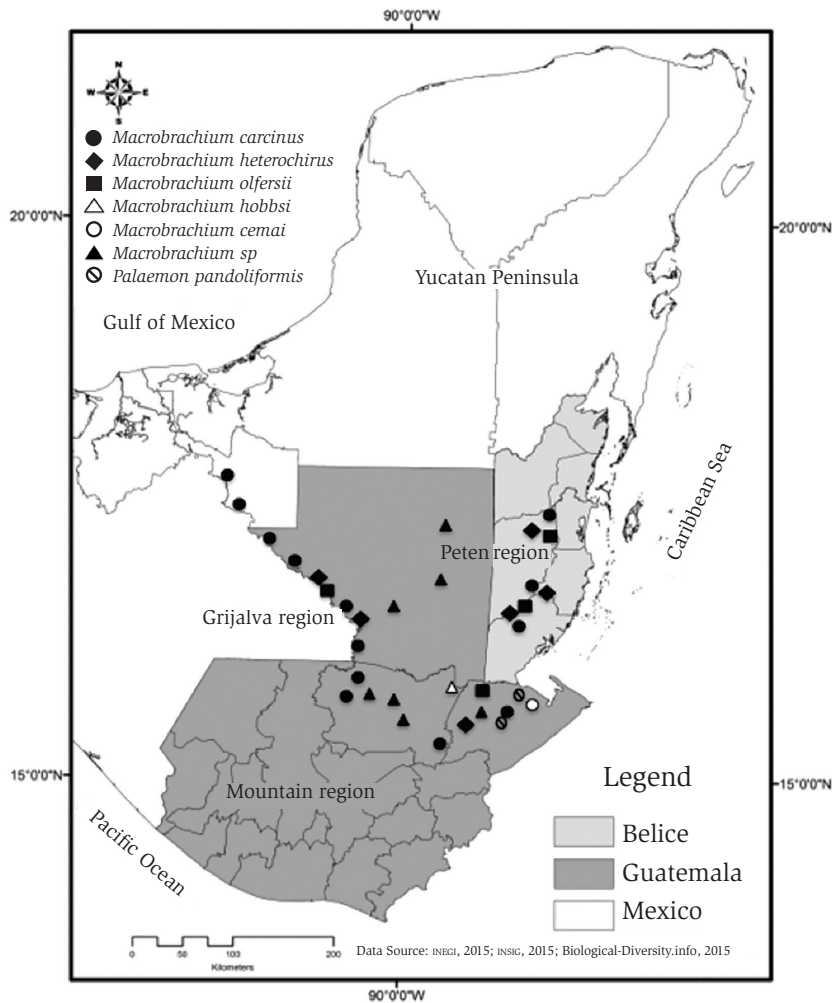 90°0'0"W
N
W E
S
Macrobrachium carcinus
Macrobrachium heterochirus
Macrobrachium olfersii
Macrobrachium hobbsi
Macrobrachium cemai
Macrobrachium sp
Palaemon pandoliformis
20°0'0"N
20°0'0"N
Yucatan Peninsula
Gulf of Mexico
Caribbean Sea
Peten region
Grijalva region
15°0'0"N
15°0'0"N
Mountain region
Pacific Ocean
Legend
Belice
Guatemala
Mexico
0 50 100 200
Kilometers
Data Source: INEGI, 2015; INSIG, 2015; Biological-Diversity.info, 2015
90°0'0"W